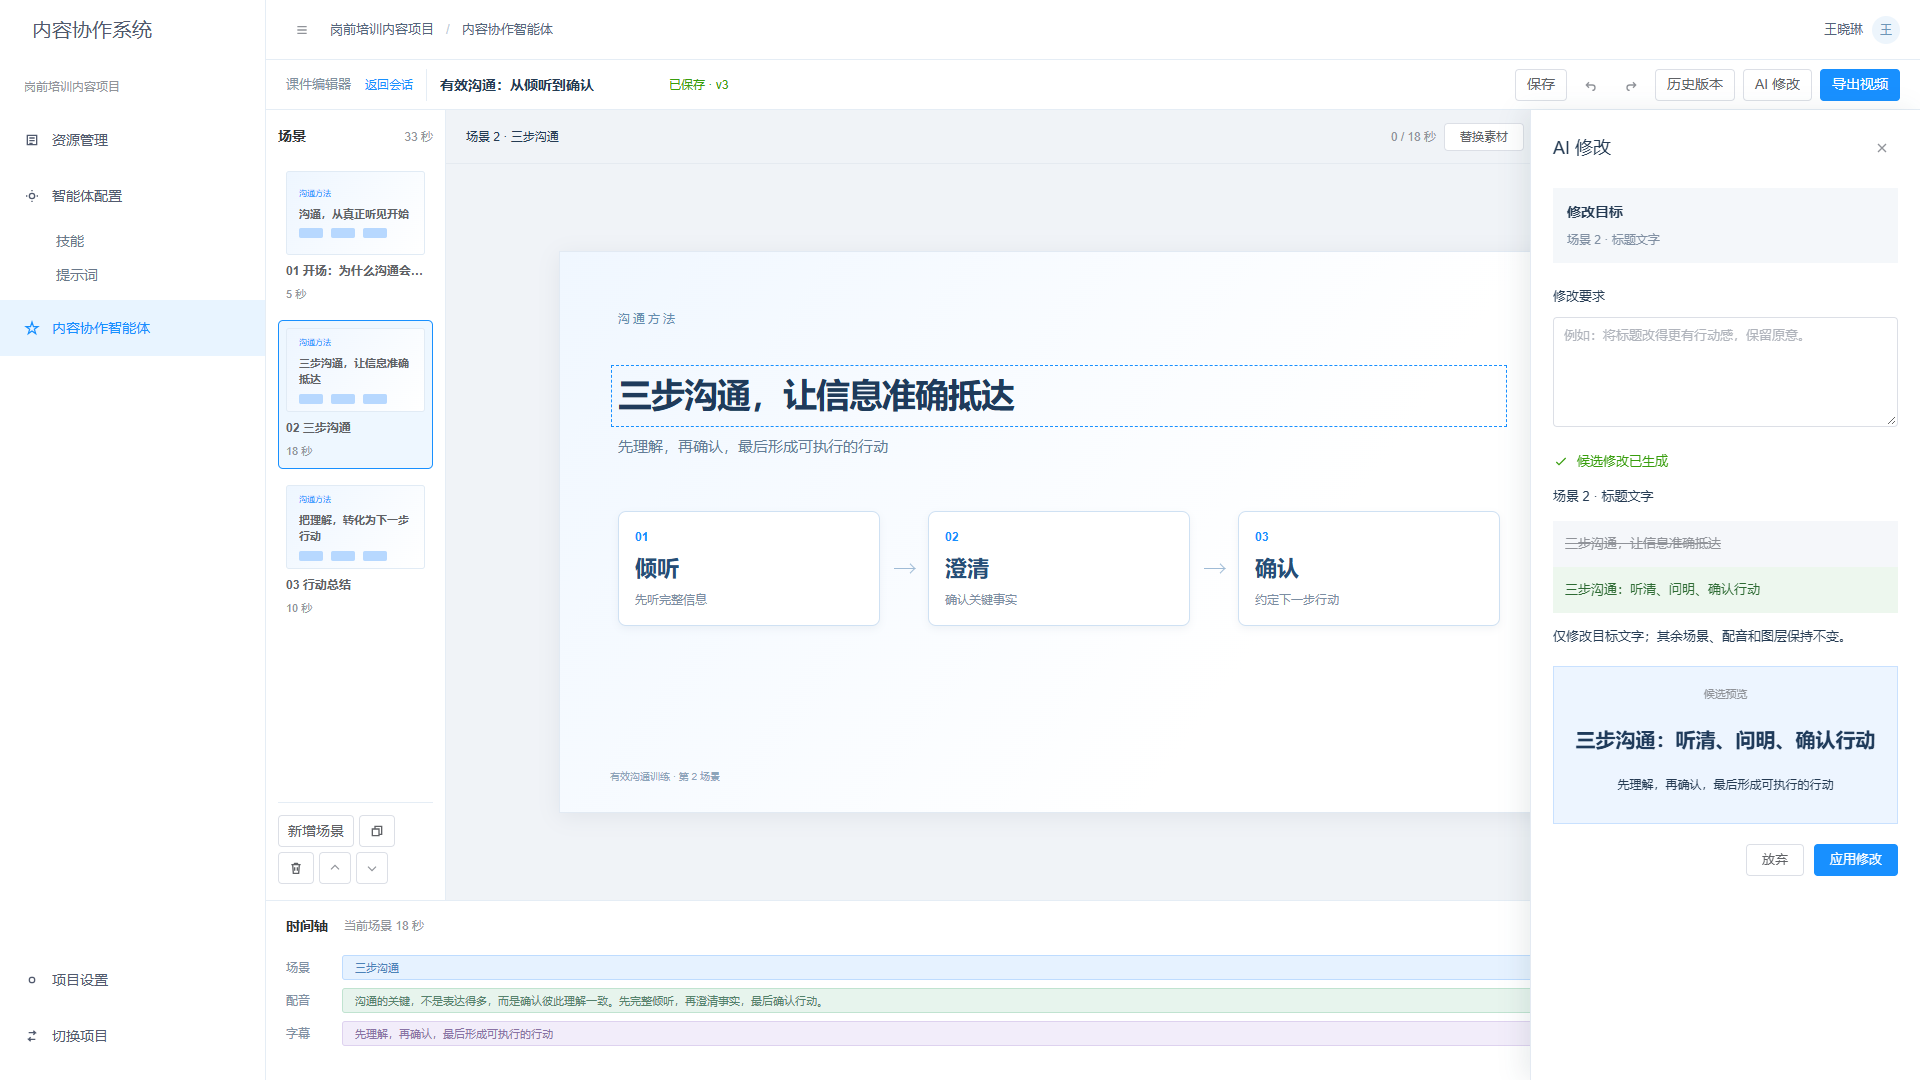 内容协作系统
岗前培训内容项目
资源管理
智能体配置
技能
提示词
内容协作智能体
项目设置
切换项目
岗前培训内容项目 / 内容协作智能体
王晓琳 王
课件编辑器 返回会话 有效沟通：从倾听到确认 已保存 · v3
保存 历史版本 AI 修改 导出视频
场景 33 秒
沟通方法
沟通，从真正听见开始
01 开场：为什么沟通会...
5 秒
沟通方法
三步沟通，让信息准确
抵达
02 三步沟通
18 秒
沟通方法
把理解，转化为下一步
行动
03 行动总结
10 秒
新增场景
场景 2 · 三步沟通 0 / 18 秒 替换素材
沟通方法
三步沟通，让信息准确抵达
先理解，再确认，最后形成可执行的行动
01
倾听
先听完整信息
02
澄清
确认关键事实
03
确认
约定下一步行动
有效沟通训练 · 第 2 场景
时间轴 当前场景 18 秒
场景 三步沟通
配音 沟通的关键，不是表达得多，而是确认彼此理解一致。先完整倾听，再澄清事实，最后确认行动。
字幕 先理解，再确认，最后形成可执行的行动
AI 修改
修改目标
场景 2 · 标题文字
修改要求
例如：将标题改得更有行动感，保留原意。
候选修改已生成
场景 2 · 标题文字
三步沟通，让信息准确抵达
三步沟通：听清、问明、确认行动
仅修改目标文字；其余场景、配音和图层保持不变。
候选预览
三步沟通：听清、问明、确认行动
先理解，再确认，最后形成可执行的行动
放弃 应用修改